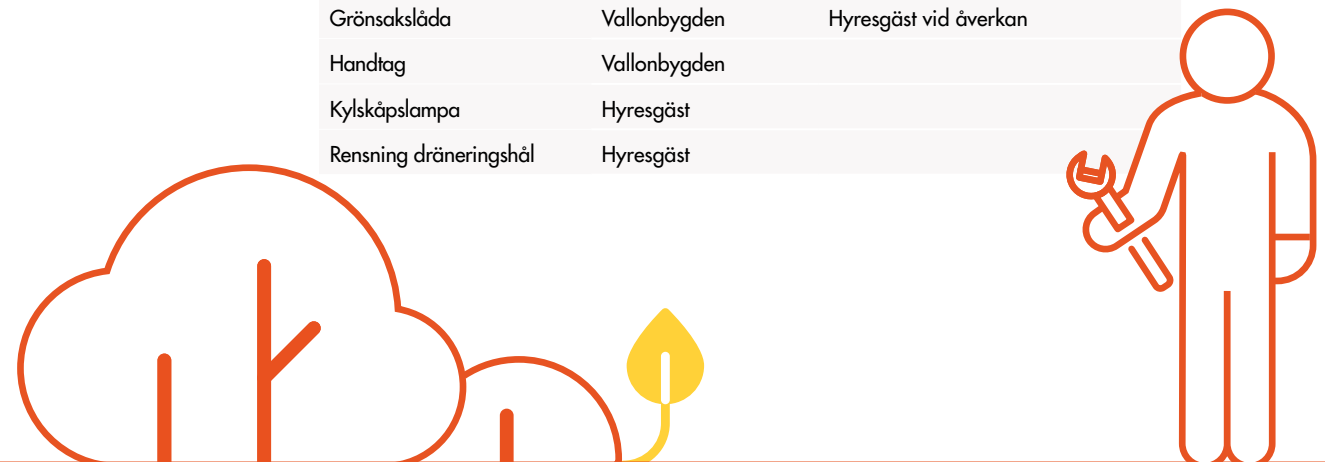 Grönsakslåda Vallonbygden Hyresgäst vid åverkan
Handtag Vallonbygden
Kylskåpslampa Hyresgäst
Rensning dräneringshål Hyresgäst